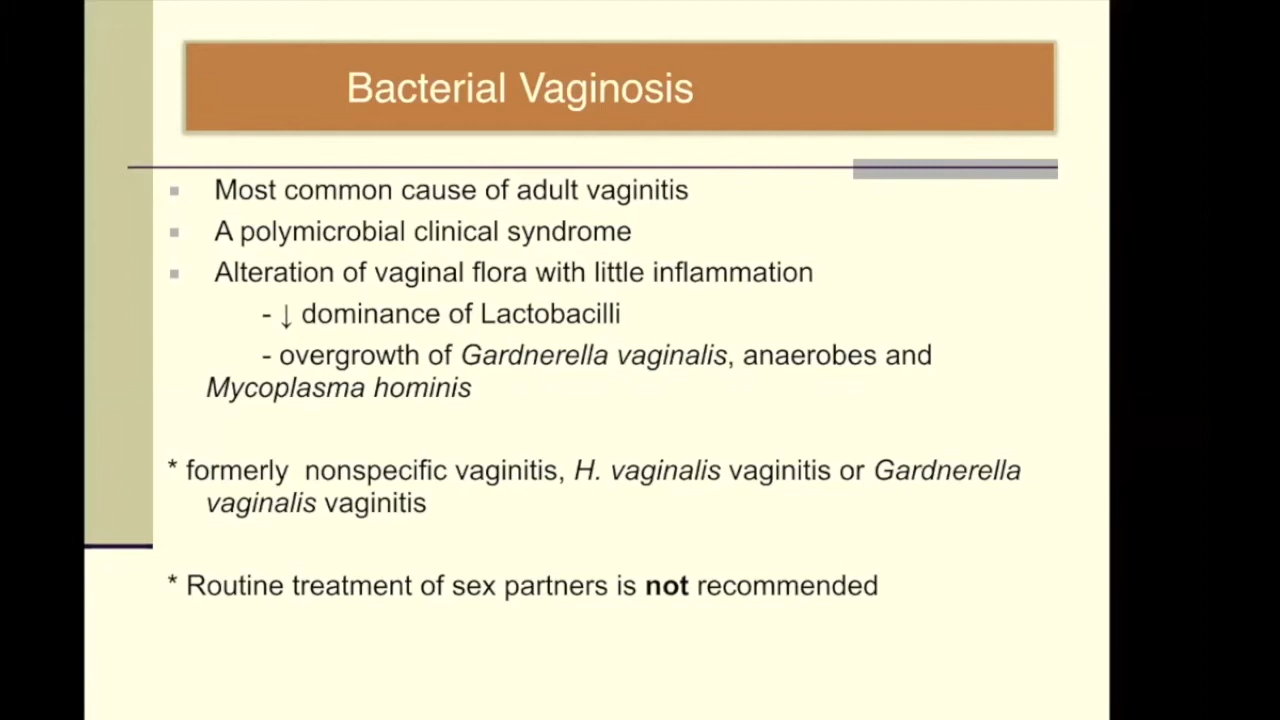 Bacterial Vaginosis
Most common cause of adult vaginitis
A polymicrobial clinical syndrome
Alteration of vaginal flora with little inflammation
- ↓ dominance of Lactobacilli
- overgrowth of Gardnerella vaginalis, anaerobes and
Mycoplasma hominis
* formerly  nonspecific vaginitis, H. vaginalis vaginitis or Gardnerella
vaginalis vaginitis
* Routine treatment of sex partners is not recommended